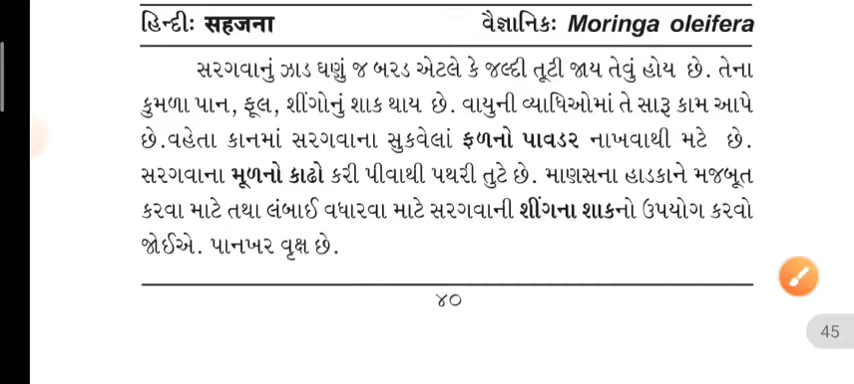 હિન્દીઃ સહજના વૈજ્ઞાનિકઃ Moringa oleifera
સરગવાનું ઝાડ ઘણું જ બરડ એટલે કે જલ્દી તૂટી જાય તેવું હોય છે. તેના
કુમળા પાન, ફૂલ, શીંગોનું શાક થાય છે. વાયુની વ્યાધિઓમાં તે સારૂ કામ આપે
છે.વહેતા કાનમાં સરગવાના સુકવેલાં ફળનો પાવડર નાખવાથી મટે છે.
સરગવાના મૂળનો કાઢો કરી પીવાથી પથરી તુટે છે. માણસના હાડકાને મજબૂત
કરવા માટે તથા લંબાઈ વધારવા માટે સરગવાની શીંગના શાકનો ઉપયોગ કરવો
જોઈએ. પાનખર વૃક્ષ છે.
૪૦
45